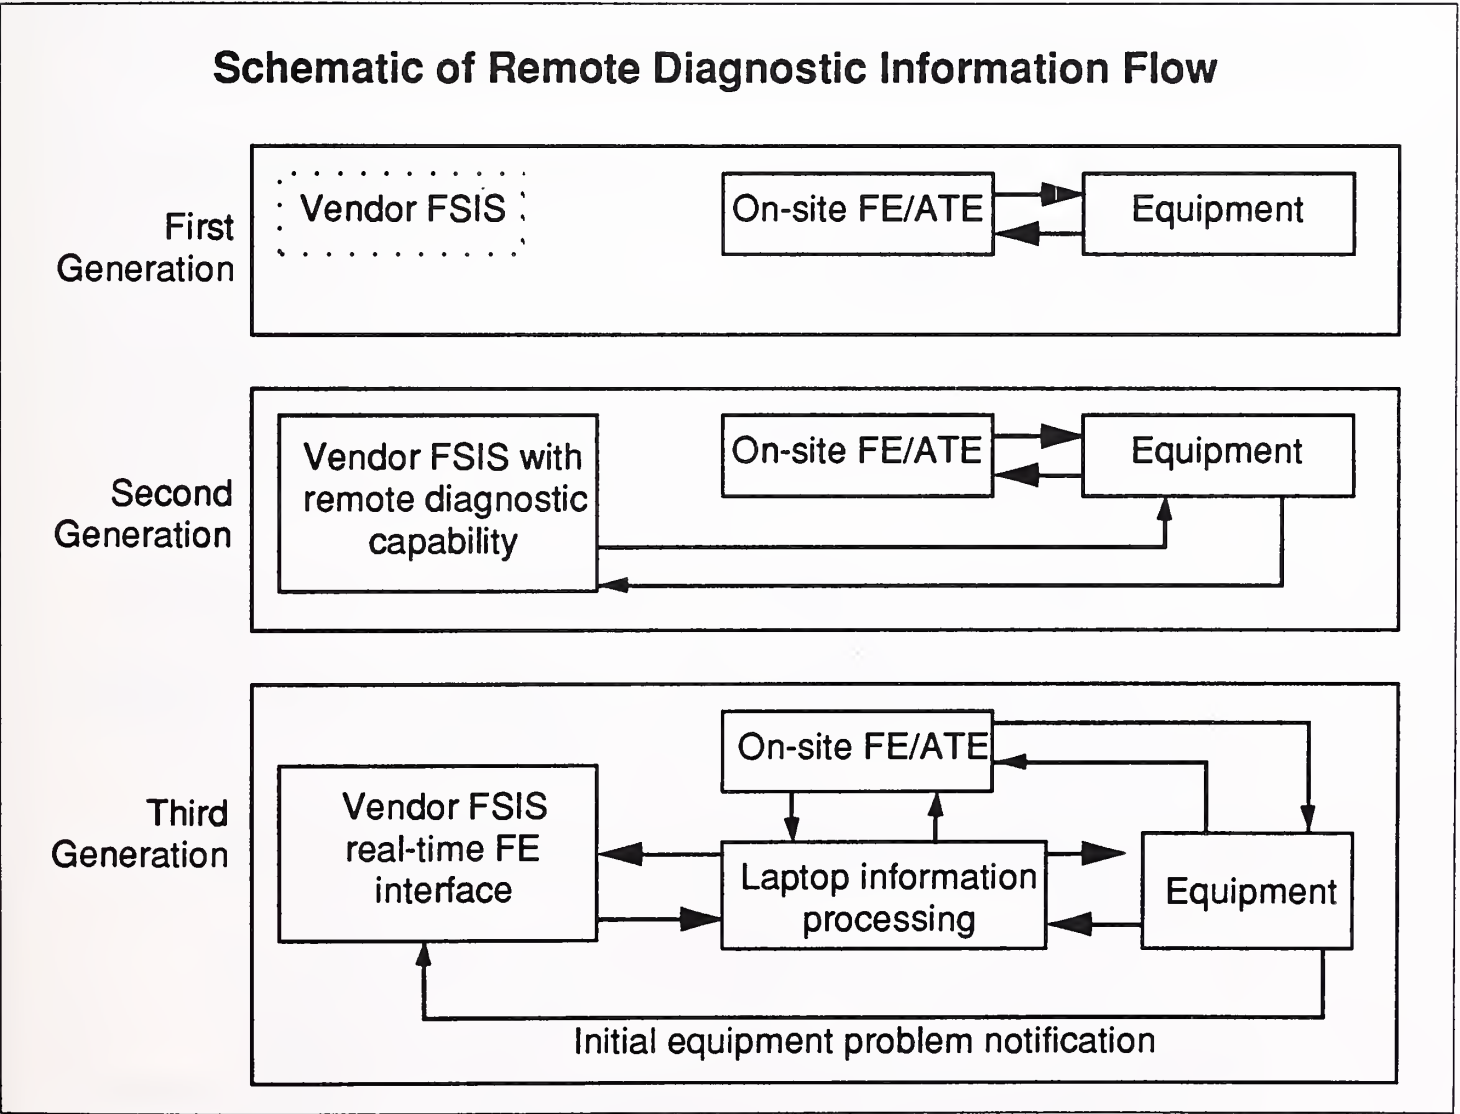 Schematic of Remote Diagnostic Information Flow
First
Generation
Vendor FSIS
On-site FE/ATE
Equipment
Second
Generation
Vendor FSIS with
remote diagnostic
capability
On-site FE/ATE
Equipment
Third
Generation
Vendor FSIS
real-time FE
interface
On-site FE/ATE
Laptop information
processing
Equipment
Initial equipment problem notification